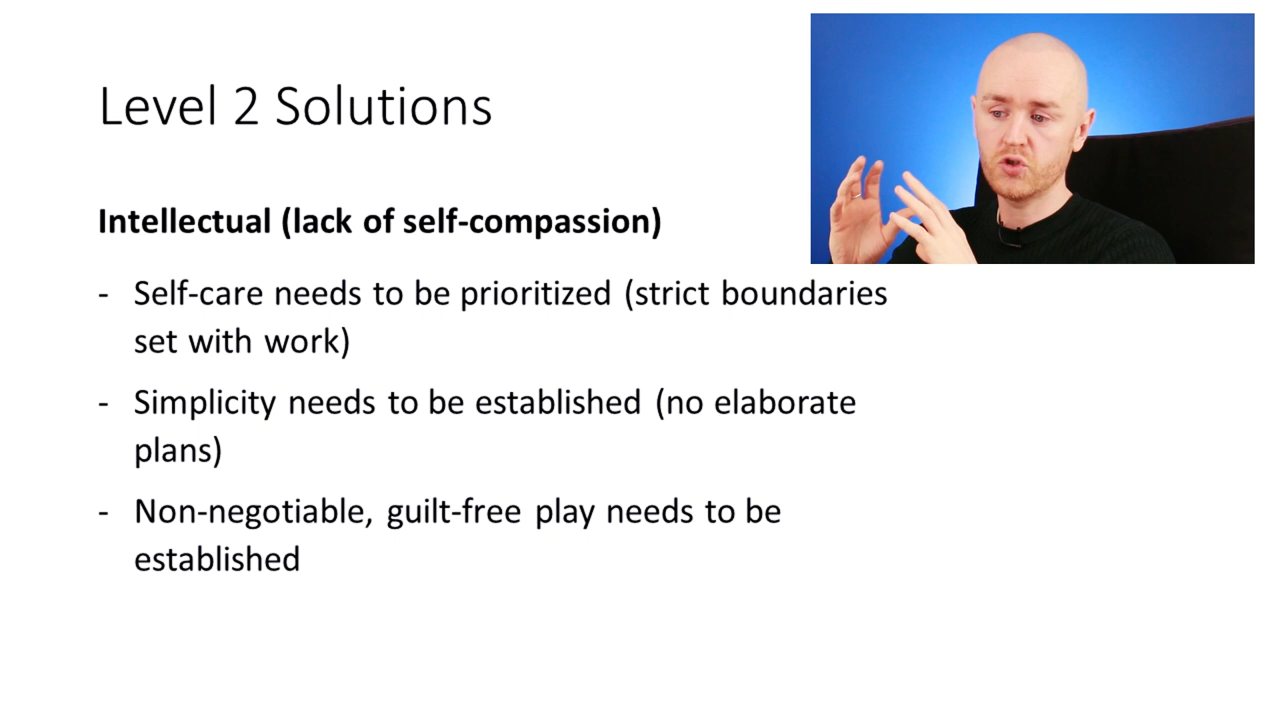 Level 2 Solutions
Intellectual (lack of self-compassion)
- Self-care needs to be prioritized (strict boundaries
set with work)
- Simplicity needs to be established (no elaborate
plans)
- Non-negotiable, guilt-free play needs to be
established